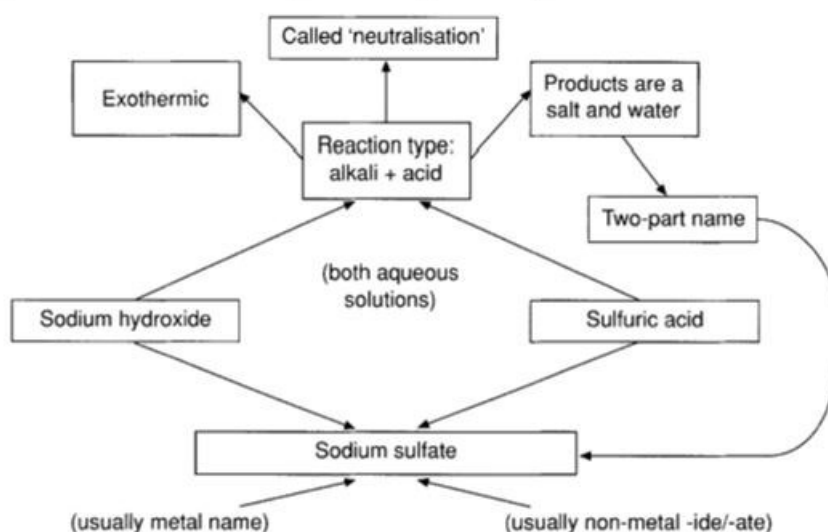 Called 'neutralisation'
Exothermic
Products are a
salt and water
Reaction type:
alkali + acid
Two-part name
(both aqueous
solutions)
Sodium hydroxide
Sulfuric acid
Sodium sulfate
(usually metal name)
(usually non-metal -ide/-ate)